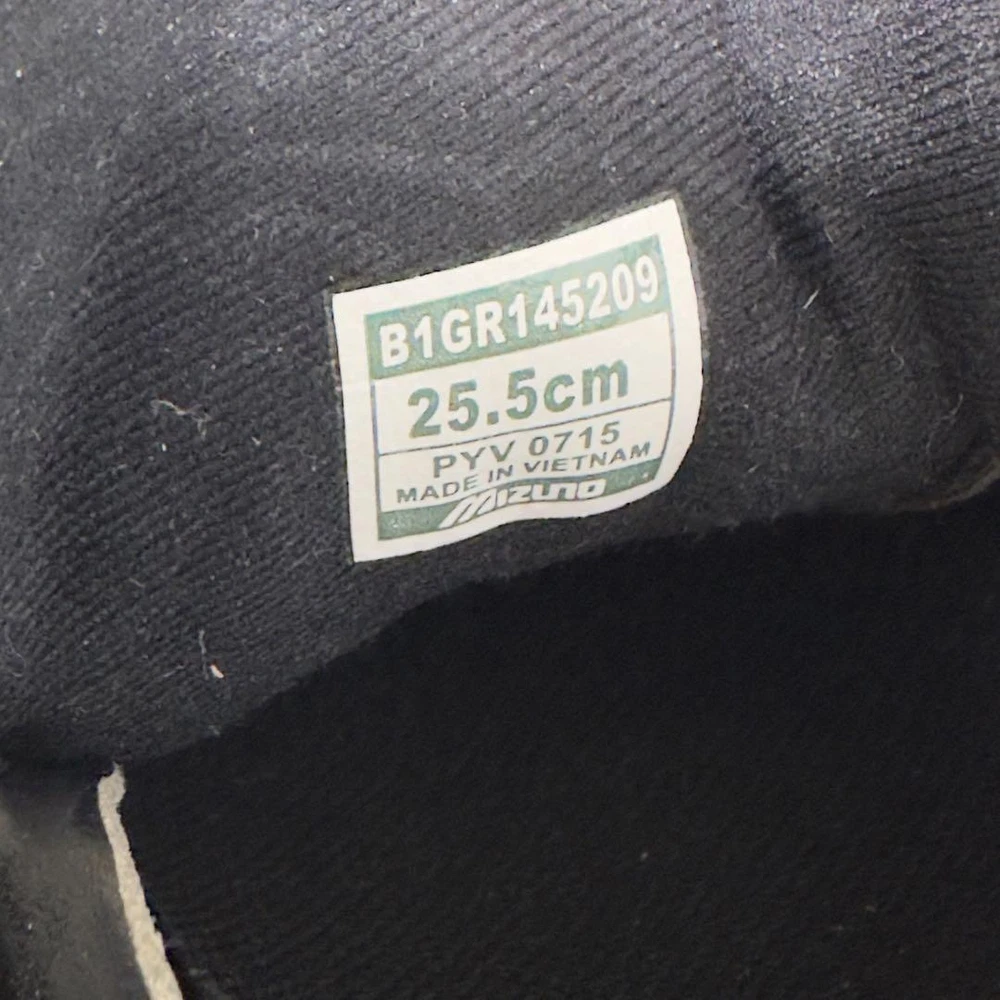 B1GR145209
25.5cm
PYV 0715
MADE IN VIETNAM
MIZUNO